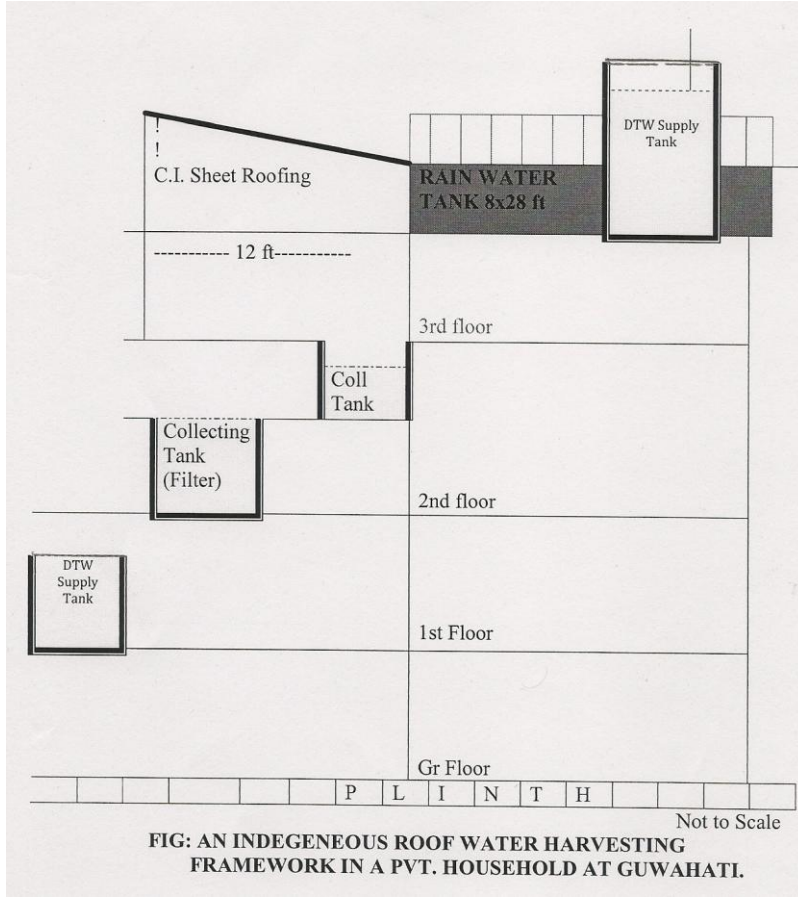 DTW Supply
Tank
!
!
C.I. Sheet Roofing
RAIN WATER
TANK 8x28 ft
----------- 12 ft------------
3rd floor
Coll
Tank
Collecting
Tank
(Filter)
2nd floor
DTW
Supply
Tank
1st Floor
Gr Floor
P L I N T H
Not to Scale
FIG: AN INDEGENEOUS ROOF WATER HARVESTING
FRAMEWORK IN A PVT. HOUSEHOLD AT GUWAHATI.